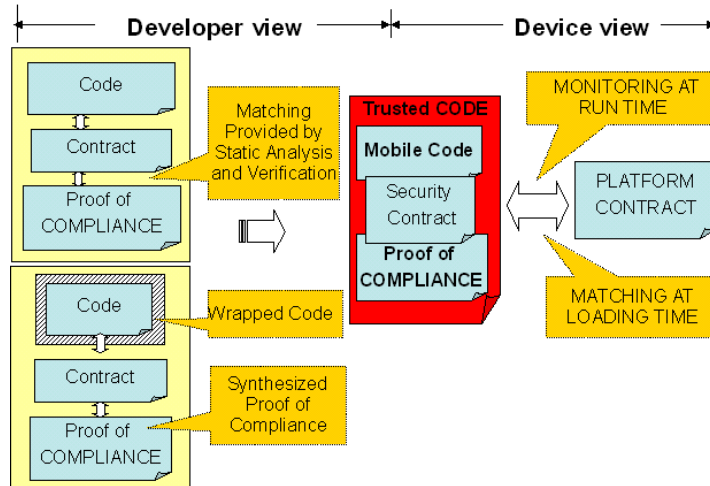 Developer view
Device view
Code
Contract
Proof of
COMPLIANCE
Matching
Provided by
Static Analysis
and Verification
Trusted CODE
Mobile Code
Security
Contract
Proof of
COMPLIANCE
MONITORING AT
RUN TIME
PLATFORM
CONTRACT
MATCHING AT
LOADING TIME
Code
Wrapped Code
Contract
Proof of
COMPLIANCE
Synthesized
Proof of
Compliance